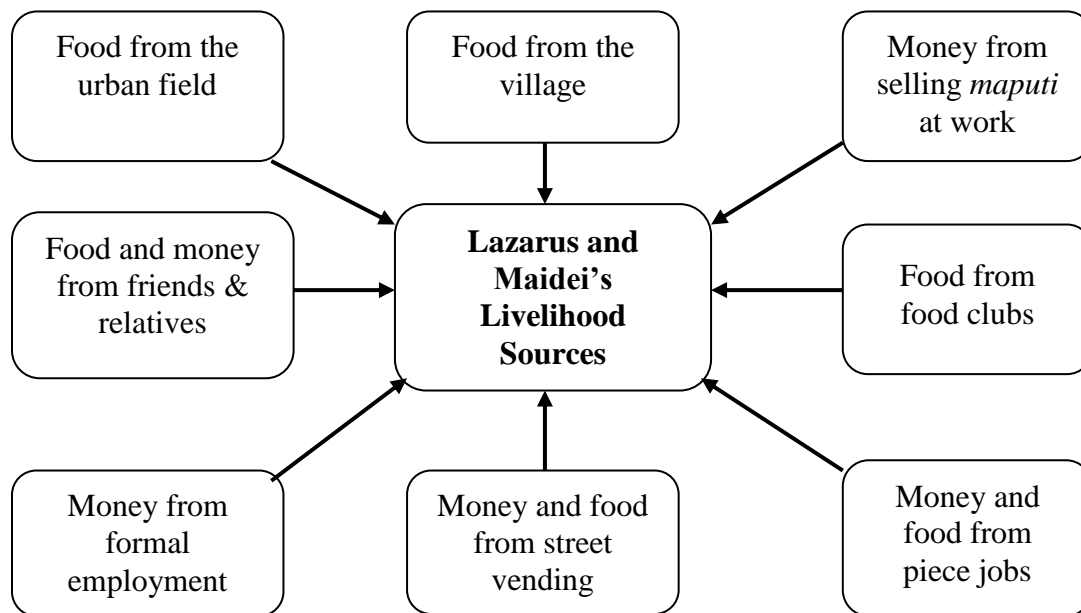 Food from the
urban field
Food from the
village
Money from
selling maputi
at work
Food and money
from friends &
relatives
Lazarus and
Maidei’s
Livelihood
Sources
Food from
food clubs
Money from
formal
employment
Money and food
from street
vending
Money and
food from
piece jobs